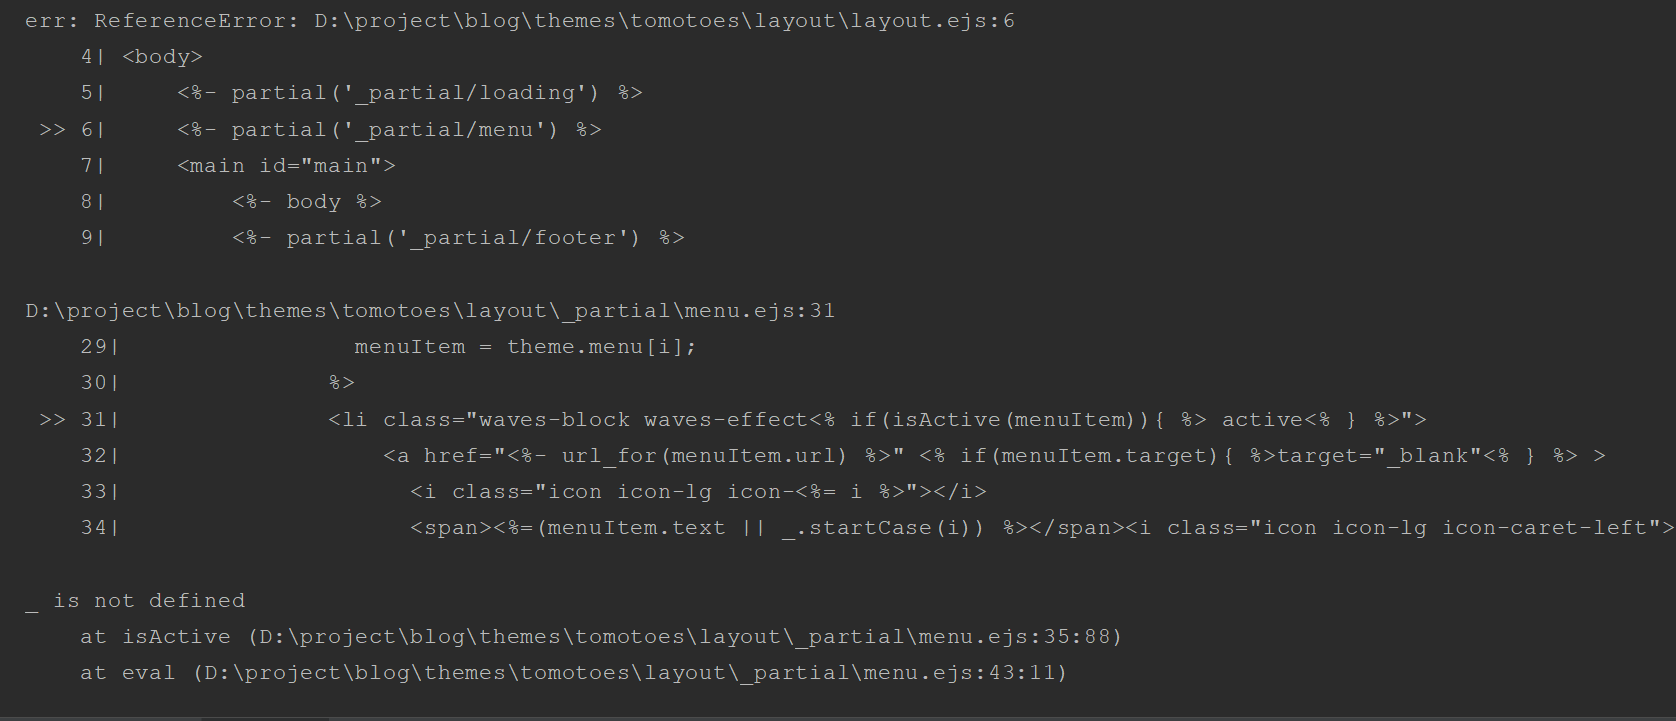 err: ReferenceError: D:\project\blog\themes\tomotoes\layout\layout.ejs:6
    4| <body>
    5|     <%- partial('_partial/loading') %>
 >> 6|     <%- partial('_partial/menu') %>
    7|     <main id="main">
    8|         <%- body %>
    9|         <%- partial('_partial/footer') %>

D:\project\blog\themes\tomotoes\layout\_partial\menu.ejs:31
    29|                 menuItem = theme.menu[i];
    30|               %>
 >> 31|               <li class="waves-block waves-effect<% if(isActive(menuItem)){ %> active<% } %>">
    32|                   <a href="<%- url_for(menuItem.url) %>" <% if(menuItem.target){ %>target="_blank"<% } %> >
    33|                     <i class="icon icon-lg icon-<%= i %>"></i>
    34|                     <span><%=(menuItem.text || _.startCase(i)) %></span><i class="icon icon-lg icon-caret-left">

_ is not defined
    at isActive (D:\project\blog\themes\tomotoes\layout\_partial\menu.ejs:35:88)
    at eval (D:\project\blog\themes\tomotoes\layout\_partial\menu.ejs:43:11)